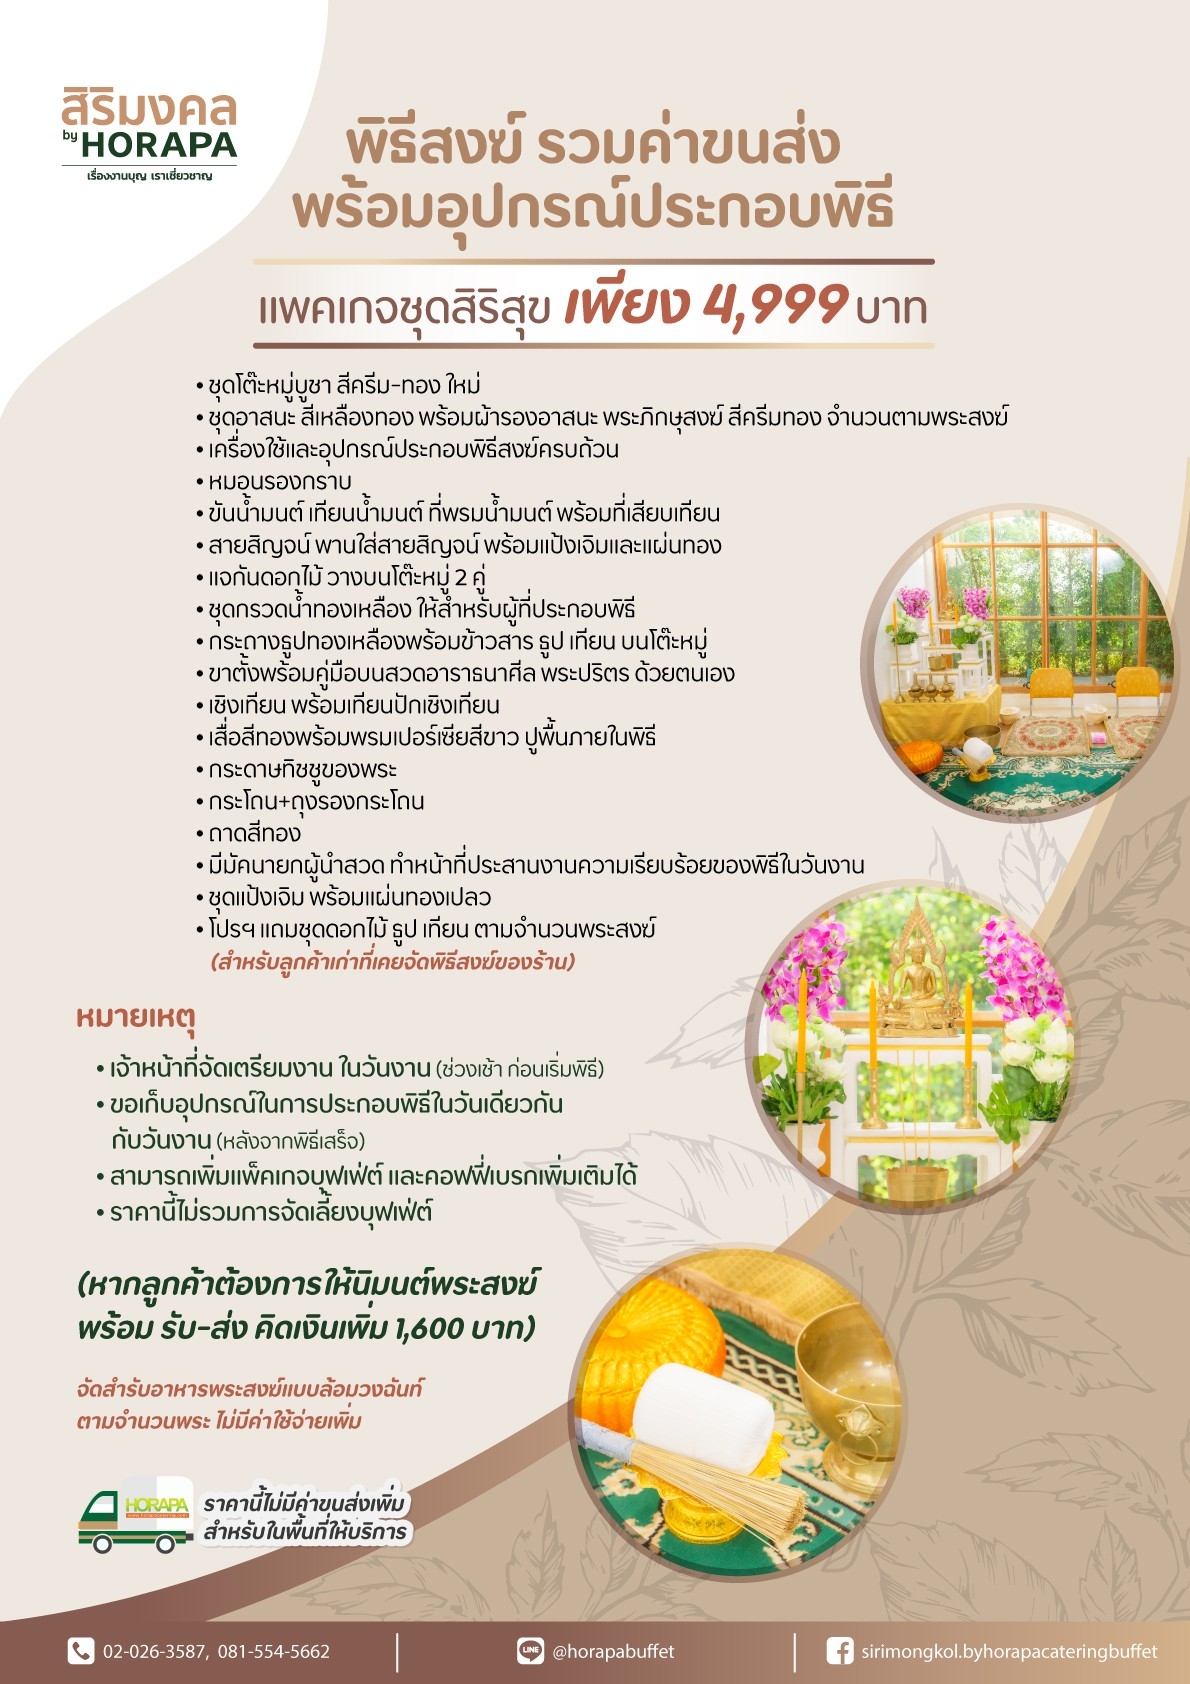 สิริมงคล
by HORAPA
เรื่องงานบุญ เราเชี่ยวชาญ
พิธีสงฆ์ รวมค่าขนส่ง
พร้อมอุปกรณ์ประกอบพิธี
แพคเกจชุดสิริสุข เพียง 4,999 บาท
• ชุดโต๊ะหมู่บูชา สีครีม-ทอง ใหม่
• ชุดอาสนะ สีเหลืองทอง พร้อมผ้ารองอาสนะ พระภิกษุสงฆ์ สีครีมทอง จำนวนตามพระสงฆ์
• เครื่องใช้และอุปกรณ์ประกอบพิธีสงฆ์ครบถ้วน
• หมอนรองกราบ
• ขันน้ำมนต์ เทียนน้ำมนต์ ที่พรมน้ำมนต์ พร้อมที่เสียบเทียน
• สายสิญจน์ พานใส่สายสิญจน์ พร้อมแป้งเจิมและแผ่นทอง
• แจกันดอกไม้ วางบนโต๊ะหมู่ 2 คู่
• ชุดกรวดน้ำทองเหลือง ให้สำหรับผู้ที่ประกอบพิธี
• กระถางธูปทองเหลืองพร้อมข้าวสาร ธูป เทียน บนโต๊ะหมู่
• ขาตั้งพร้อมคู่มือบนสวดอาราธนาศีล พระปริตร ด้วยตนเอง
• เชิงเทียน พร้อมเทียนปักเชิงเทียน
• เสื่อสีทองพร้อมพรมเปอร์เซียสีขาว ปูพื้นภายในพิธี
• กระดาษทิชชูของพระ
• กระโถน+ถุงรองกระโถน
• ถาดสีทอง
• มีมัคนายกผู้นำสวด ทำหน้าที่ประสานงานความเรียบร้อยของพิธีในวันงาน
• ชุดแป้งเจิม พร้อมแผ่นทองเปลว
• โปรฯ แถมชุดดอกไม้ ธูป เทียน ตามจำนวนพระสงฆ์
(สำหรับลูกค้าเก่าที่เคยจัดพิธีสงฆ์ของร้าน)
หมายเหตุ
• เจ้าหน้าที่จัดเตรียมงาน ในวันงาน (ช่วงเช้า ก่อนเริ่มพิธี)
• ขอเก็บอุปกรณ์ในการประกอบพิธีในวันเดียวกัน
กับวันงาน (หลังจากพิธีเสร็จ)
• สามารถเพิ่มแพ็คเกจบุฟเฟ่ต์ และคอฟฟี่เบรกเพิ่มเติมได้
• ราคานี้ไม่รวมการจัดเลี้ยงบุฟเฟ่ต์
(หากลูกค้าต้องการให้นิมนต์พระสงฆ์
พร้อม รับ-ส่ง คิดเงินเพิ่ม 1,600 บาท)
จัดสำรับอาหารพระสงฆ์แบบล้อมวงฉันท์
ตามจำนวนพระ ไม่มีค่าใช้จ่ายเพิ่ม
HORAPA
www.horapacatering.com
ราคานี้ไม่มีค่าขนส่งเพิ่ม
สำหรับในพื้นที่ให้บริการ
02-026-3587, 081-554-5662
LINE @horapabuffet
sirimongkol.byhorapacateringbuffet